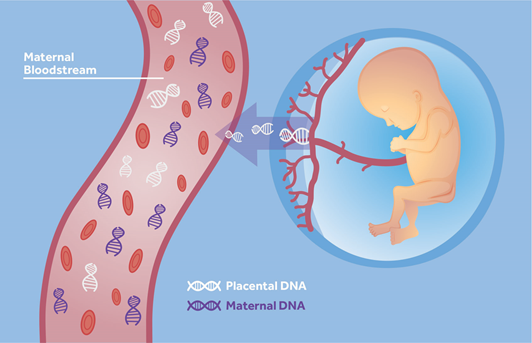 Maternal
Bloodstream
Placental DNA
Maternal DNA